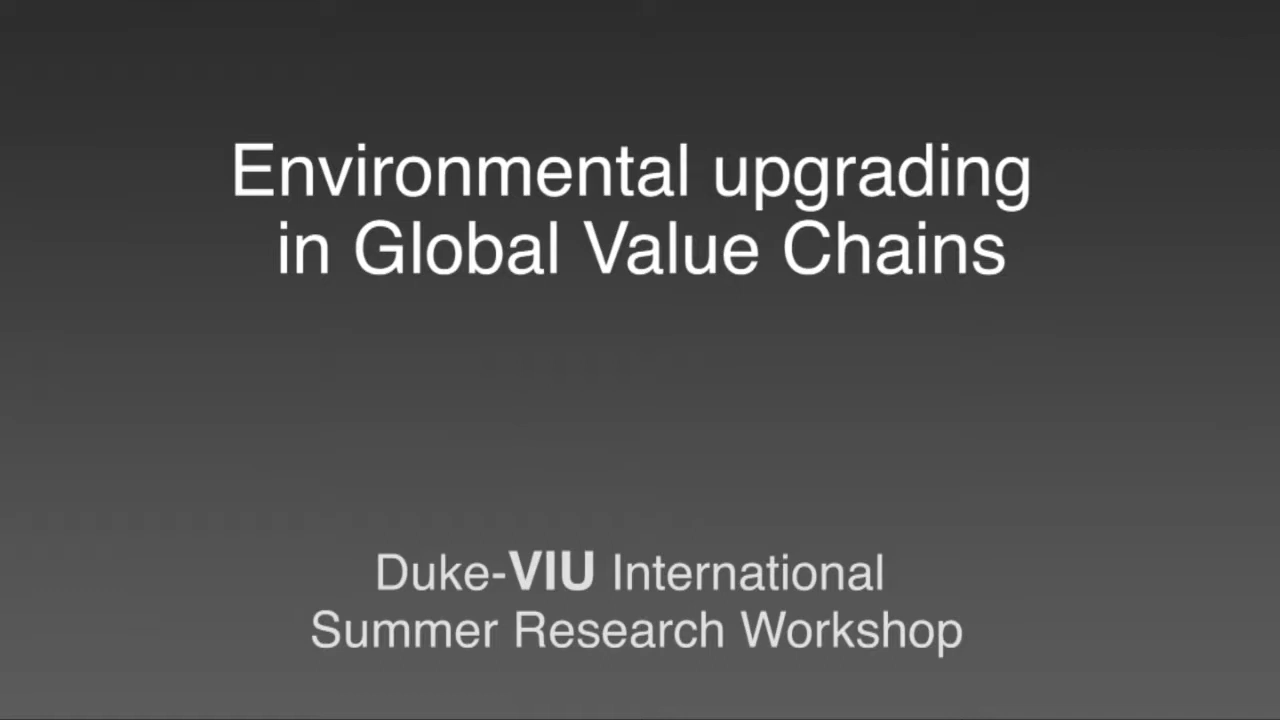 Environmental upgrading
in Global Value Chains
Duke-VIU International
Summer Research Workshop